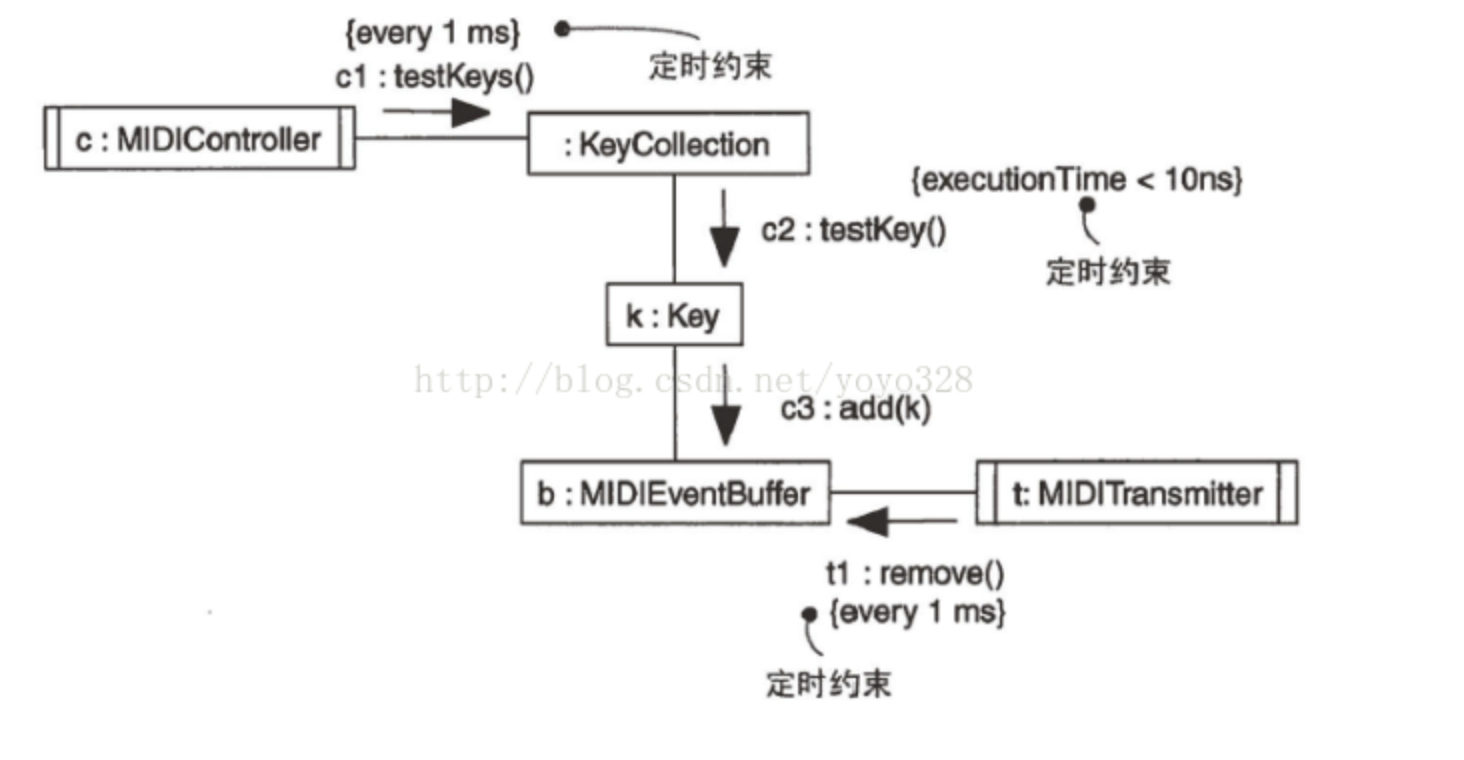 {every 1 ms}
定时约束
c1 : testKeys()
c : MIDIController
: KeyCollection
{executionTime < 10ns}
c2 : testKey()
定时约束
k : Key
http://blog.csdn.net/yoyo328
c3 : add(k)
b : MIDIEventBuffer
t: MIDITransmitter
t1 : remove()
{every 1 ms}
定时约束